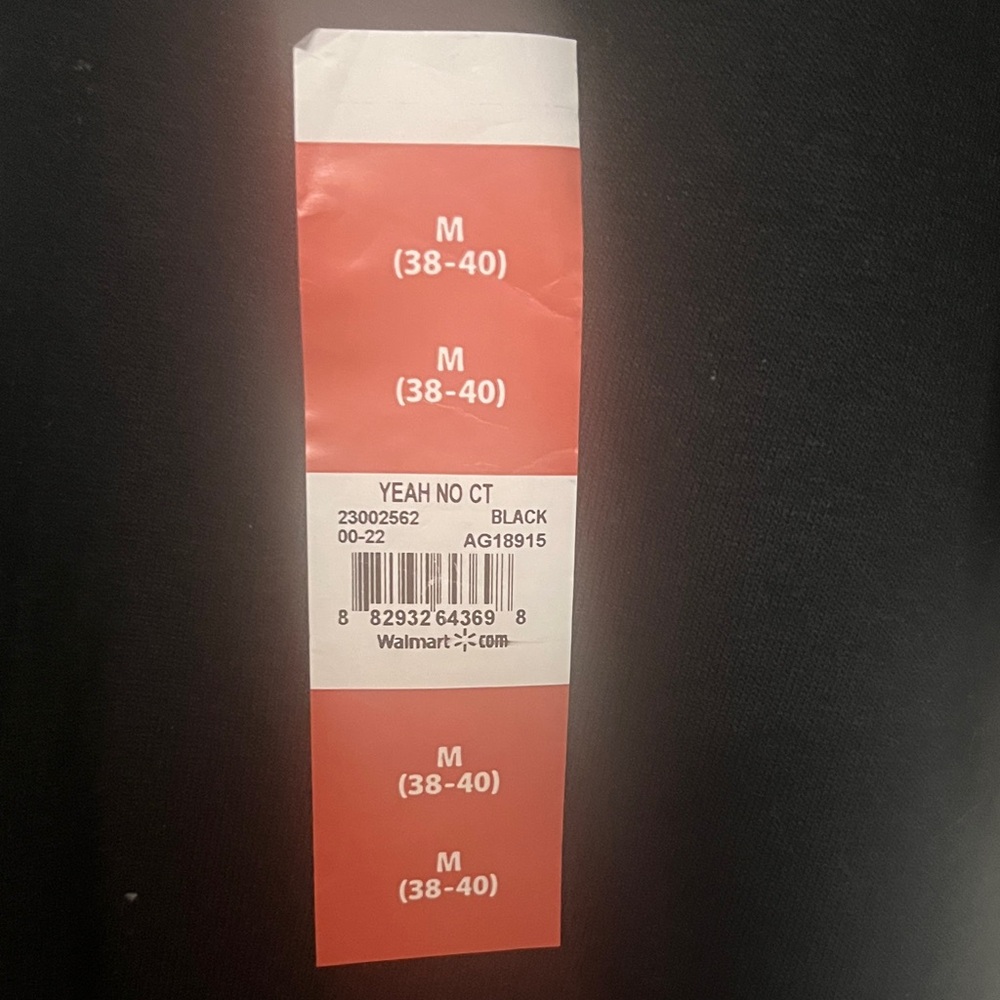 M
(38-40)
M
(38-40)
YEAH NO CT
23002562 BLACK
00-22 AG18915
8 82932 64369 8
Walmart com
M
(38-40)
M
(38-40)